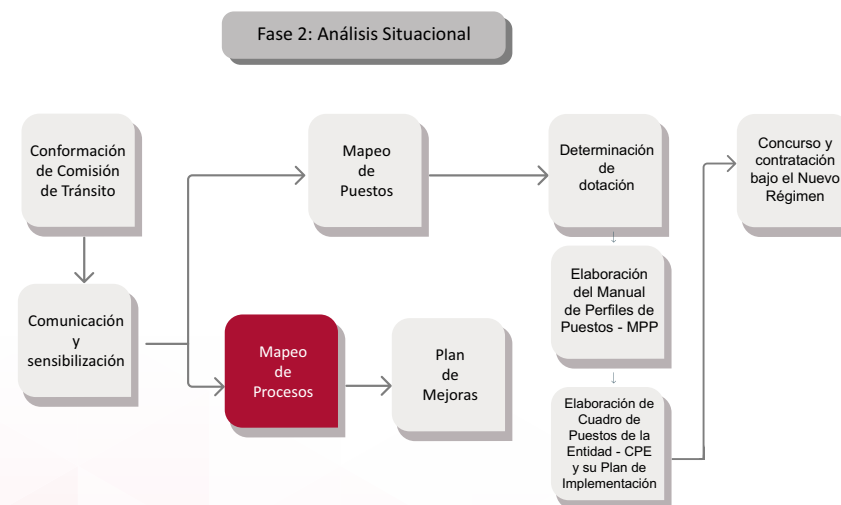 Fase 2: Análisis Situacional
Conformación
de Comisión
de Tránsito
Comunicación
y
sensibilización
Mapeo
de
Puestos
Mapeo
de
Procesos
Plan
de
Mejoras
Determinación
de
dotación
Elaboración
del Manual
de Perfiles de
Puestos - MPP
Elaboración de
Cuadro de
Puestos de la
Entidad - CPE
y su Plan de
Implementación
Concurso y
contratación
bajo el Nuevo
Régimen